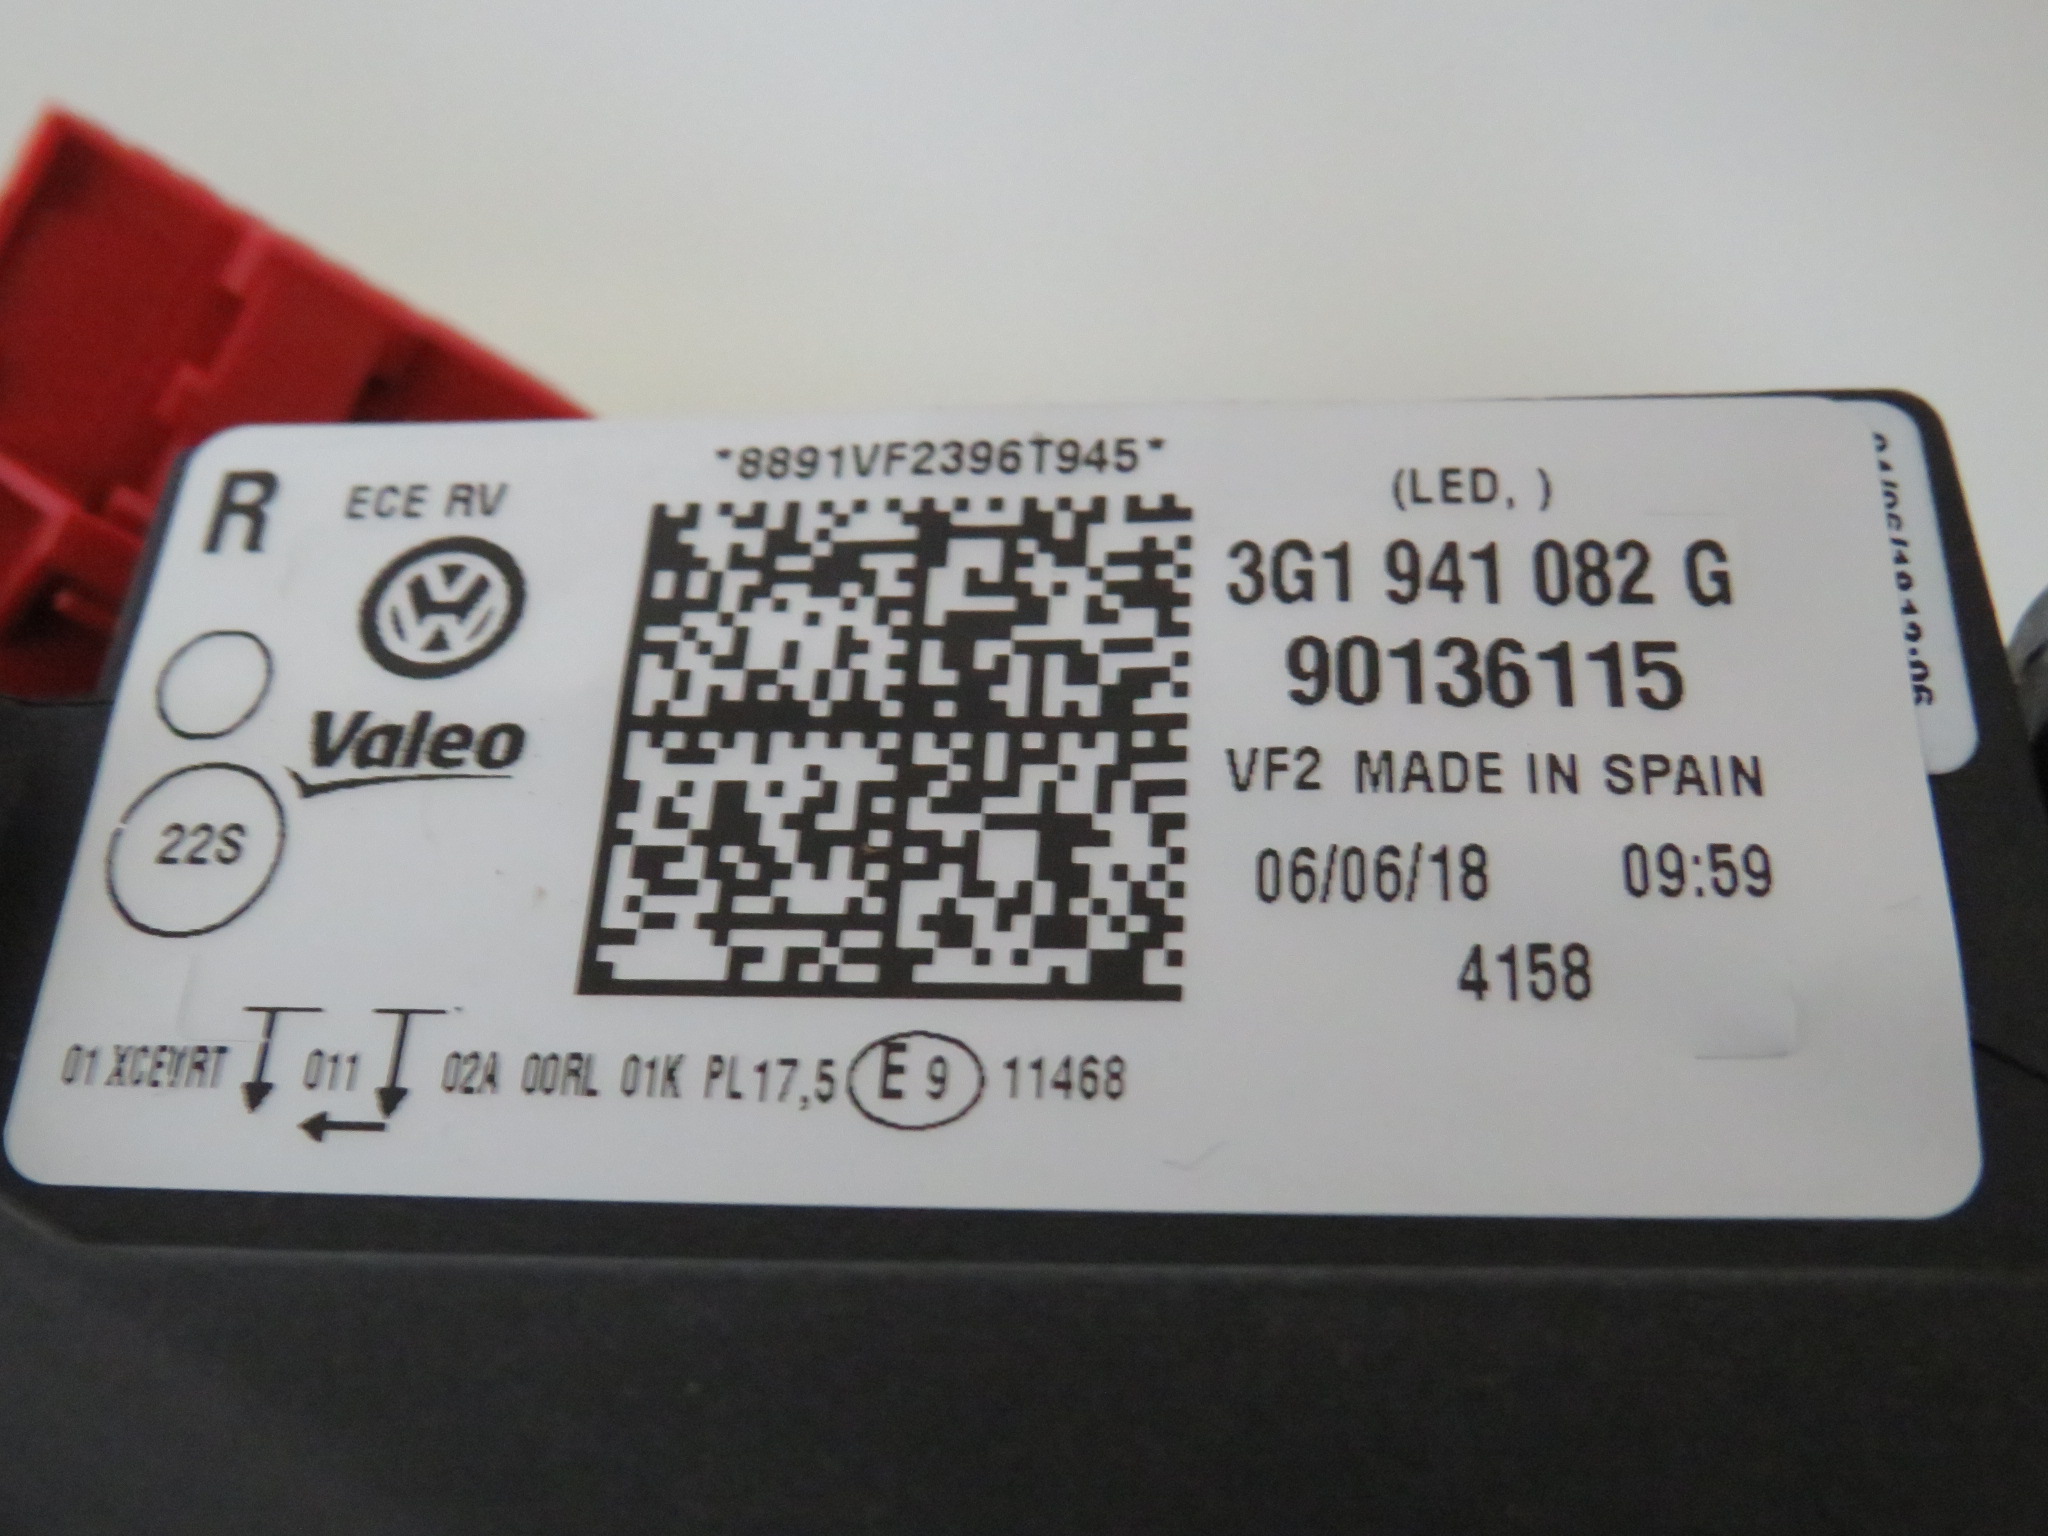 R
ECE RV
22S
Valeo
*8891VF2396T945*
(LED, )
3G1 941 082 G
90136115
VF2 MADE IN SPAIN
06/06/18 09:59
4158
01 011 02A 00RL 01K PL17,5 E 9 11468